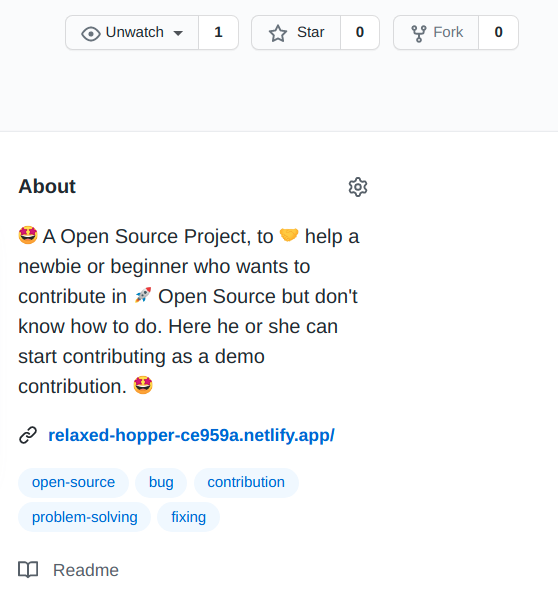 Unwatch 1 Star 0 Fork 0
About
🤩 A Open Source Project, to 🤝 help a
newbie or beginner who wants to
contribute in 🚀 Open Source but don't
know how to do. Here he or she can
start contributing as a demo
contribution. 🤩
relaxed-hopper-ce959a.netlify.app/
open-source bug contribution
problem-solving fixing
Readme